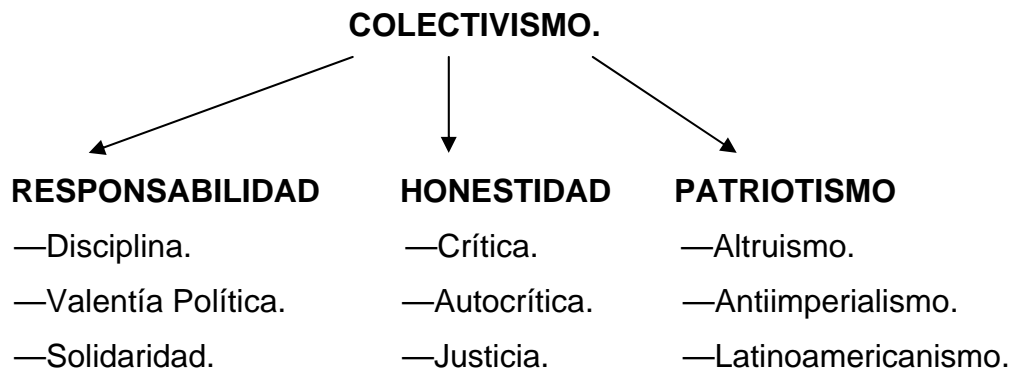 COLECTIVISMO.
RESPONSABILIDAD HONESTIDAD PATRIOTISMO
—Disciplina. —Crítica. —Altruismo.
—Valentía Política. —Autocrítica. —Antiimperialismo.
—Solidaridad. —Justicia. —Latinoamericanismo.